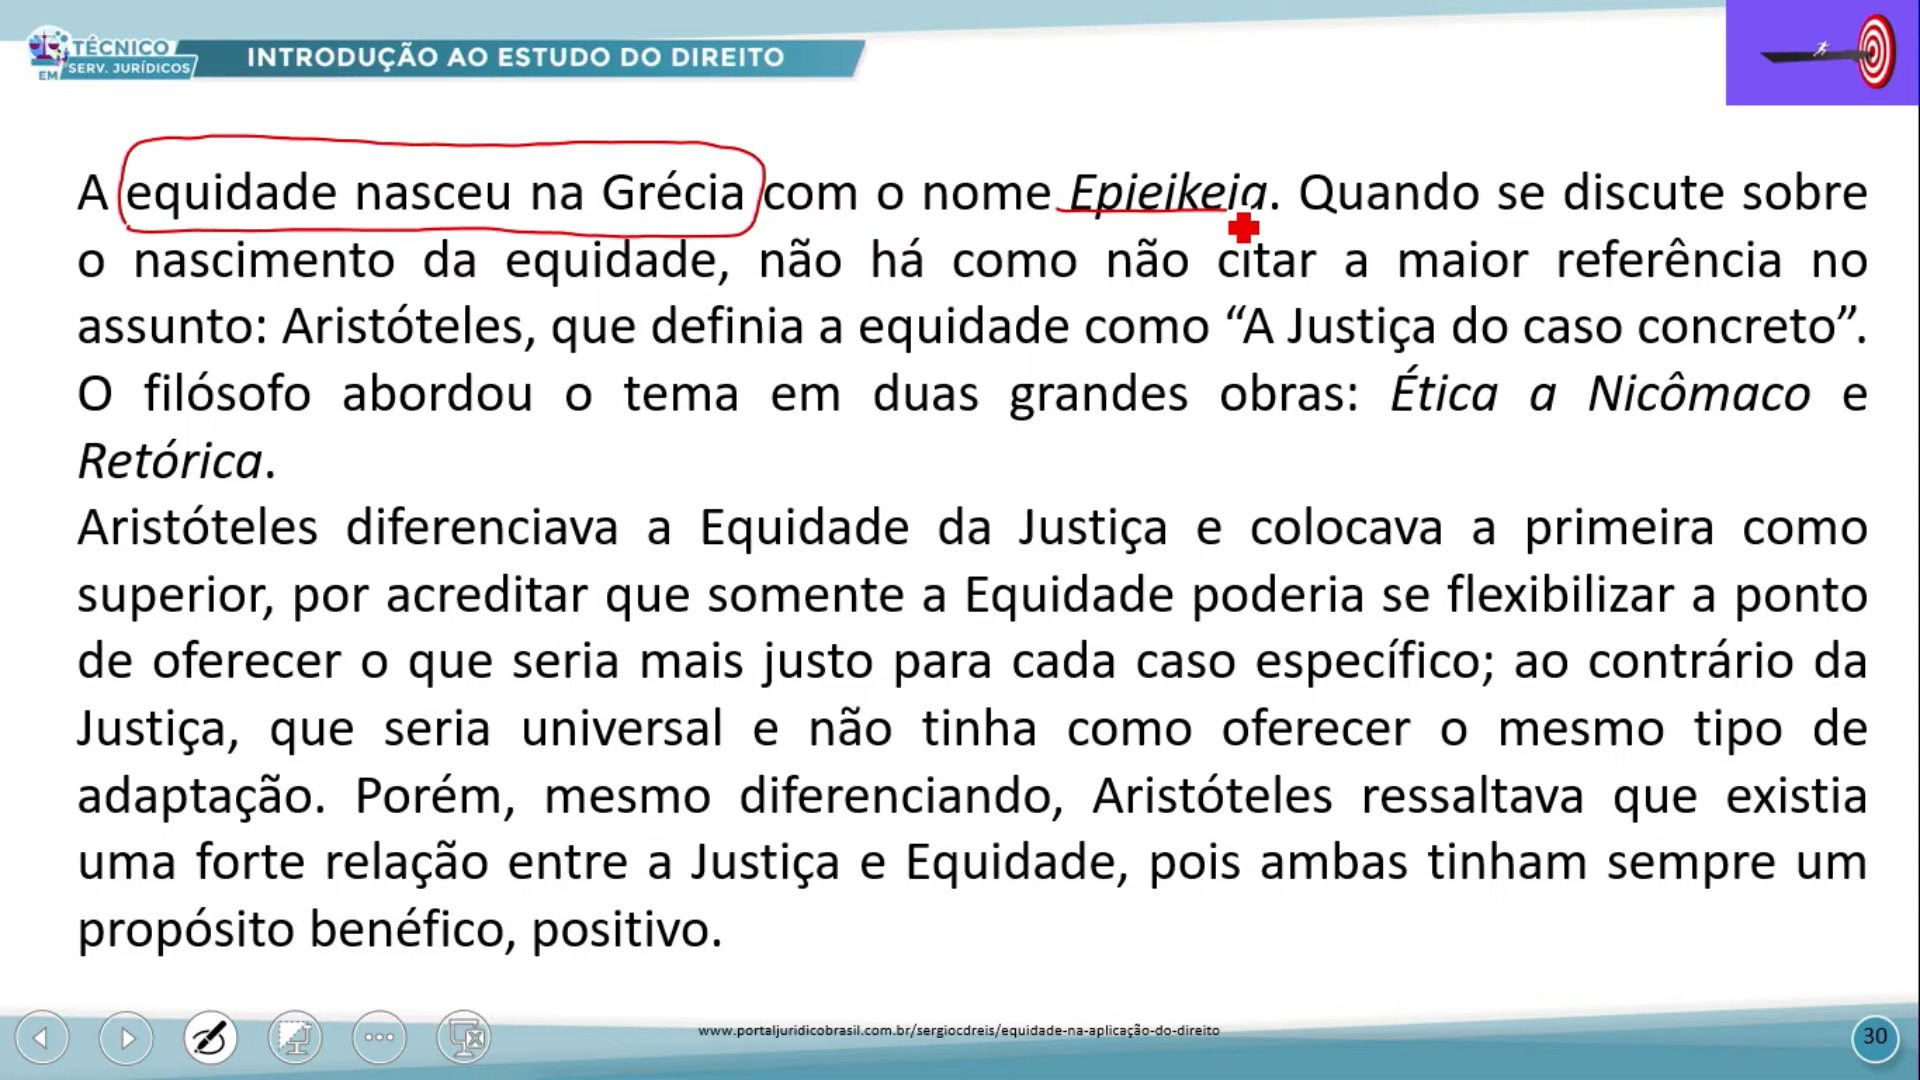 TÉCNICO
EM SERV. JURÍDICOS
INTRODUÇÃO AO ESTUDO DO DIREITO
A equidade nasceu na Grécia com o nome Epieikeia. Quando se discute sobre
o nascimento da equidade, não há como não citar a maior referência no
assunto: Aristóteles, que definia a equidade como “A Justiça do caso concreto”.
O filósofo abordou o tema em duas grandes obras: Ética a Nicômaco e
Retórica.
Aristóteles diferenciava a Equidade da Justiça e colocava a primeira como
superior, por acreditar que somente a Equidade poderia se flexibilizar a ponto
de oferecer o que seria mais justo para cada caso específico; ao contrário da
Justiça, que seria universal e não tinha como oferecer o mesmo tipo de
adaptação. Porém, mesmo diferenciando, Aristóteles ressaltava que existia
uma forte relação entre a Justiça e Equidade, pois ambas tinham sempre um
propósito benéfico, positivo.
www.portaljuridicobrasil.com.br/sergiocdreis/equidade-na-aplicação-do-direito
30